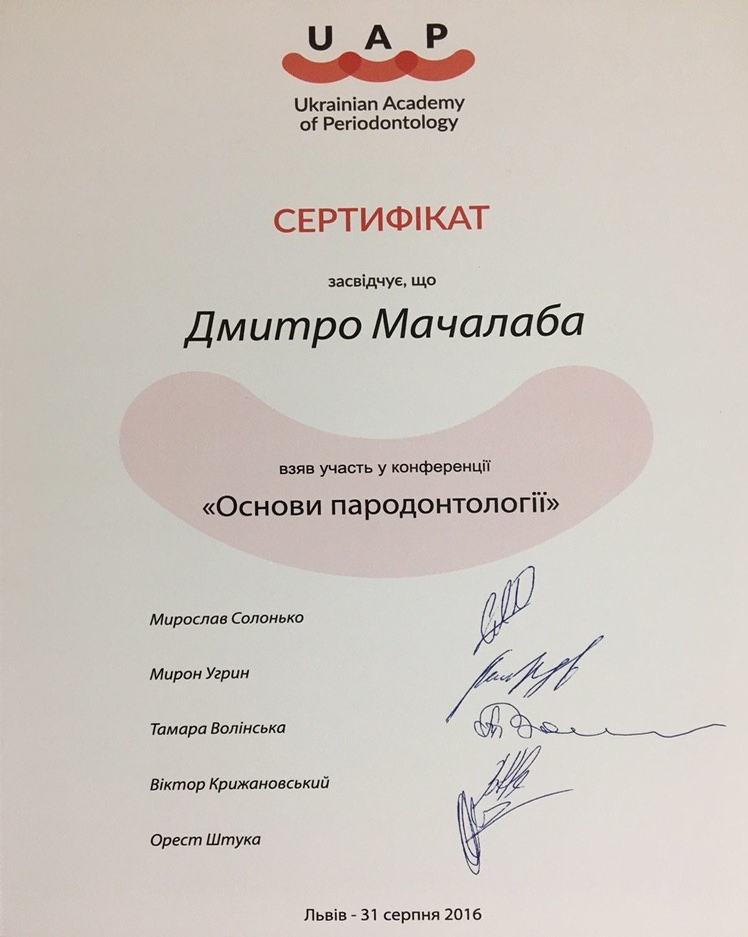 UAP
Ukrainian Academy
of Periodontology
СЕРТИФІКАТ
засвідчує, що
Дмитро Мачалаба
взяв участь у конференції
«Основи пародонтології»
Мирослав Солонько
Мирон Угрин
Тамара Волінська
Віктор Крижановський
Орест Штука
Львів - 31 серпня 2016